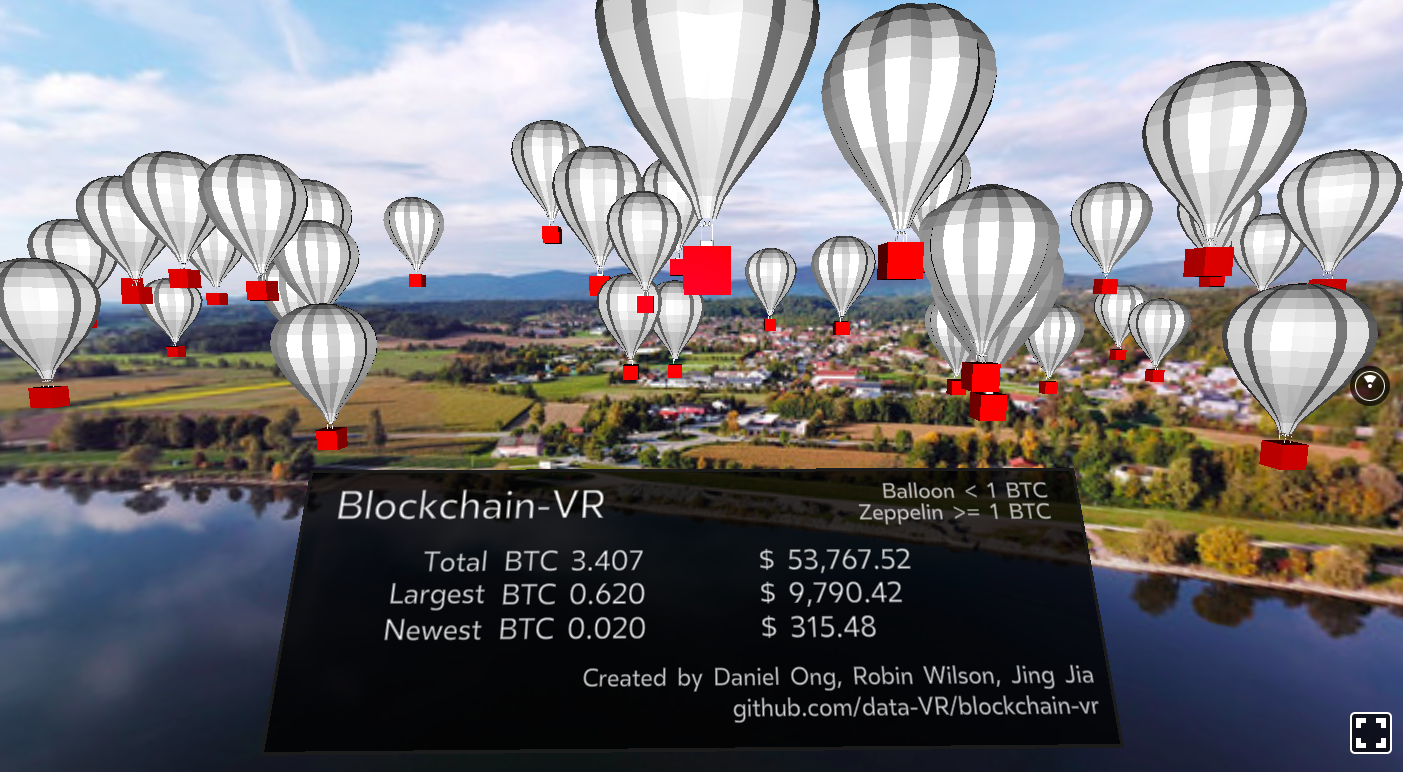 Blockchain-VR
Balloon < 1 BTC
Zeppelin >= 1 BTC
Total BTC 3.407 $ 53,767.52
Largest BTC 0.620 $ 9,790.42
Newest BTC 0.020 $ 315.48
Created by Daniel Ong, Robin Wilson, Jing Jia
github.com/data-VR/blockchain-vr